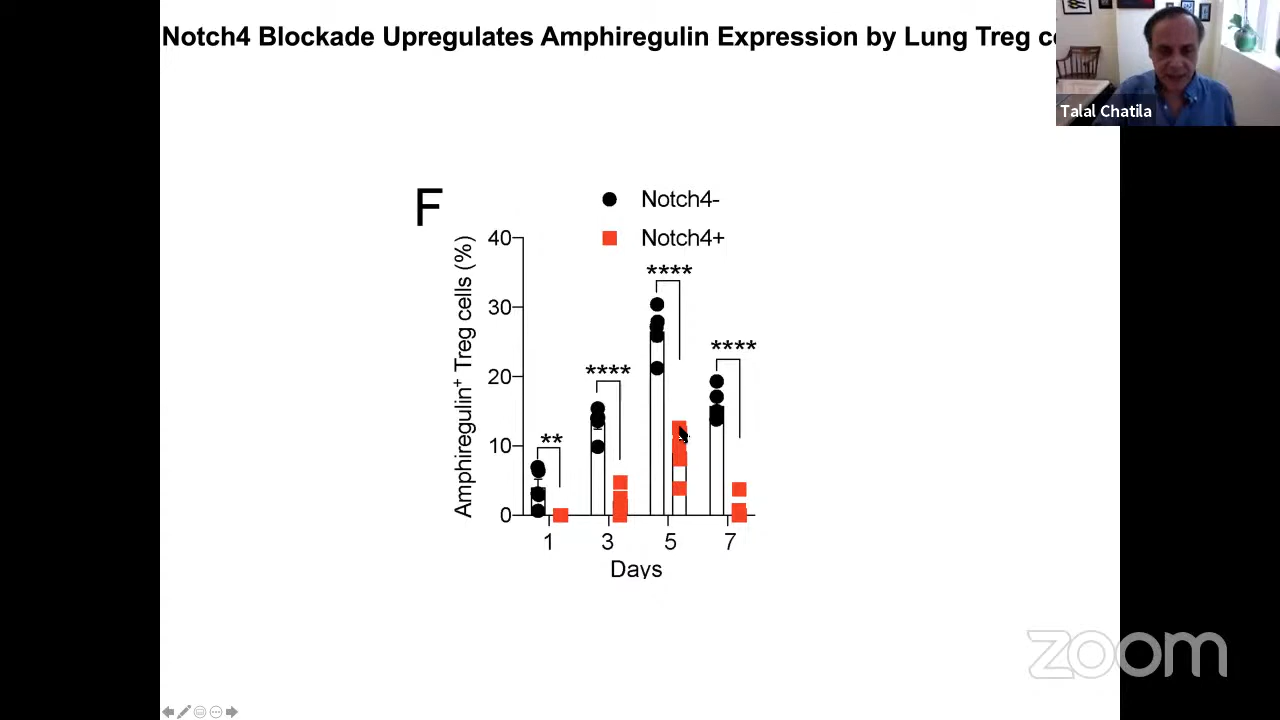 Notch4 Blockade Upregulates Amphiregulin Expression by Lung Treg
Talal Chatila
F
Notch4-
Notch4+
Amphiregulin+ Treg cells (%)
40
30
20
10
0
**
****
****
****
1 3 5 7
Days
zoom